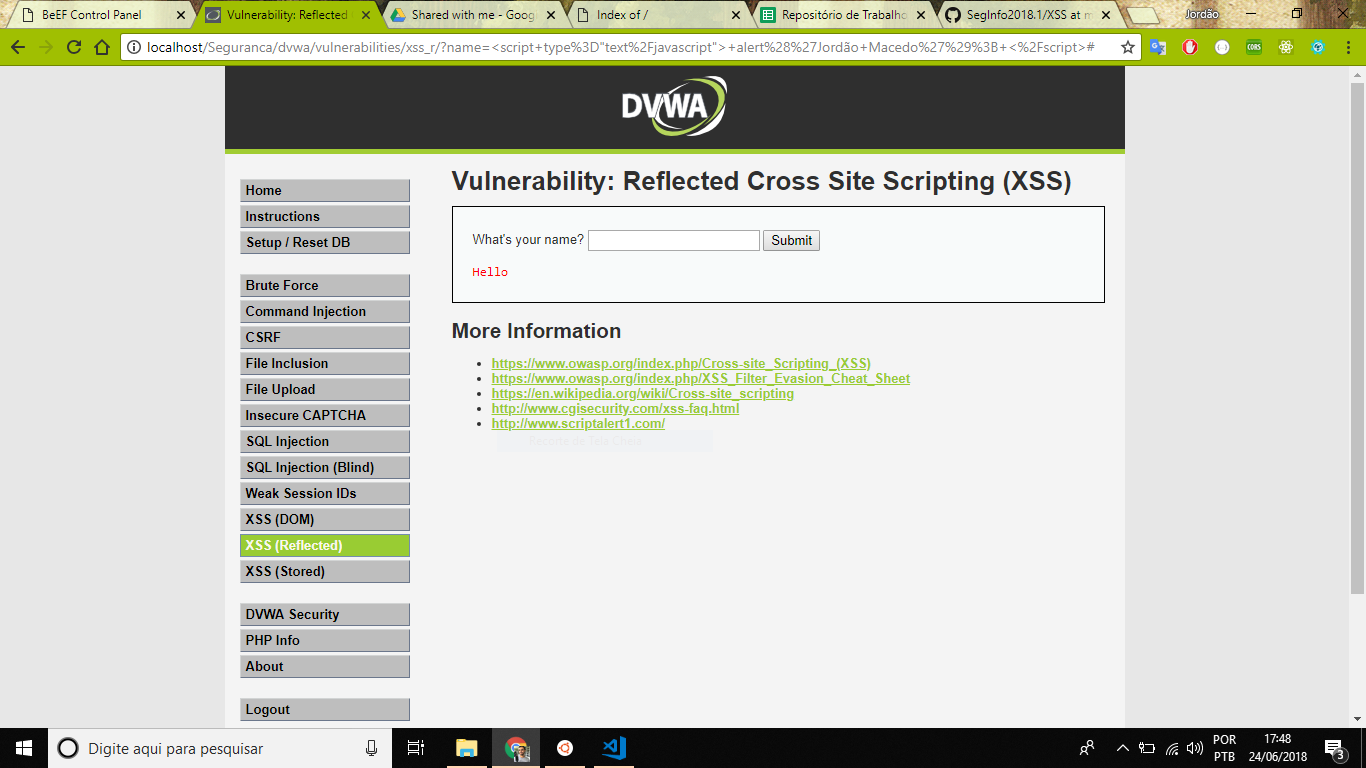 BeEF Control Panel
Vulnerability: Reflected
Shared with me - Goog
Index of /
Repositório de Trabalho
SegInfo2018.1/XSS at m
Jordão
localhost/Seguranca/dvwa/vulnerabilities/xss_r/?name=<script+type%3D"text%2Fjavascript">+alert%28%27Jordão+Macedo%27%29%3B+<%2Fscript>#
CORS
DVWA
Home
Instructions
Setup / Reset DB
Brute Force
Command Injection
CSRF
File Inclusion
File Upload
Insecure CAPTCHA
SQL Injection
SQL Injection (Blind)
Weak Session IDs
XSS (DOM)
XSS (Reflected)
XSS (Stored)
DVWA Security
PHP Info
About
Logout
Vulnerability: Reflected Cross Site Scripting (XSS)
What's your name?
Submit
Hello
More Information
https://www.owasp.org/index.php/Cross-site_Scripting_(XSS)
https://www.owasp.org/index.php/XSS_Filter_Evasion_Cheat_Sheet
https://en.wikipedia.org/wiki/Cross-site_scripting
http://www.cgisecurity.com/xss-faq.html
http://www.scriptalert1.com/
Digite aqui para pesquisar
POR
PTB
17:48
24/06/2018
3